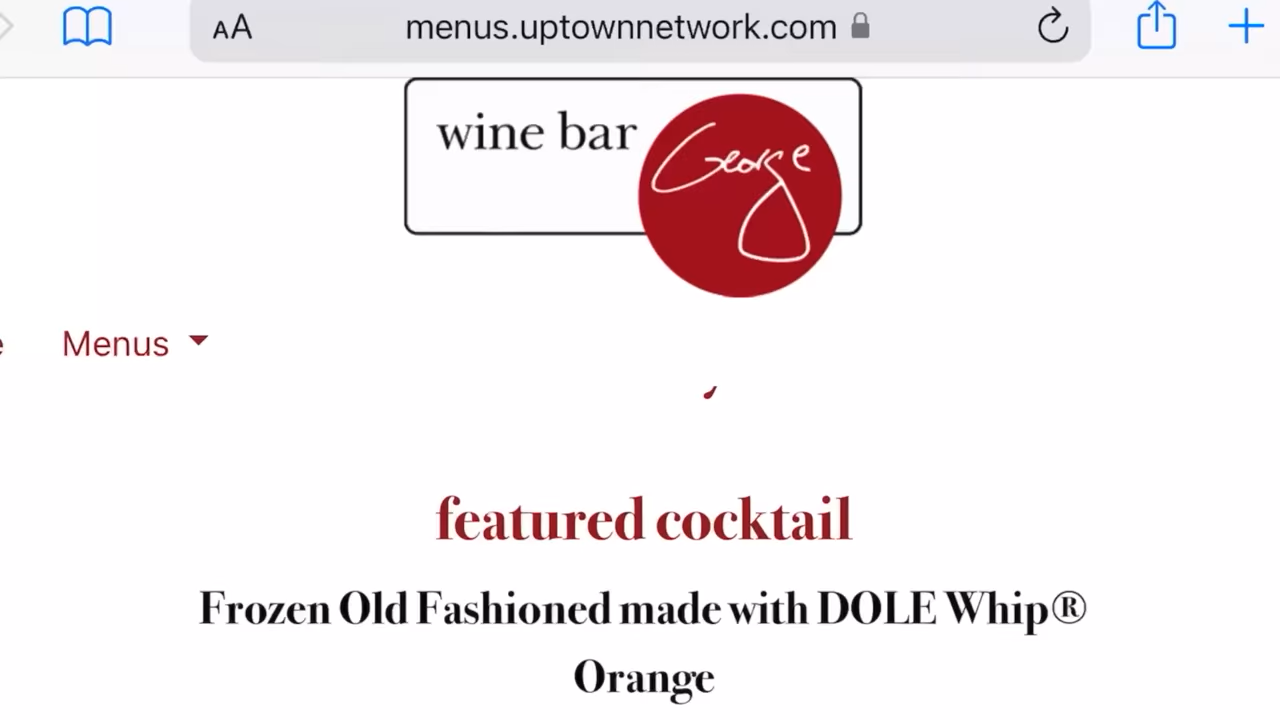 AA
menus.uptownnetwork.com
wine bar
George
Menus
featured cocktail
Frozen Old Fashioned made with DOLE Whip®
Orange